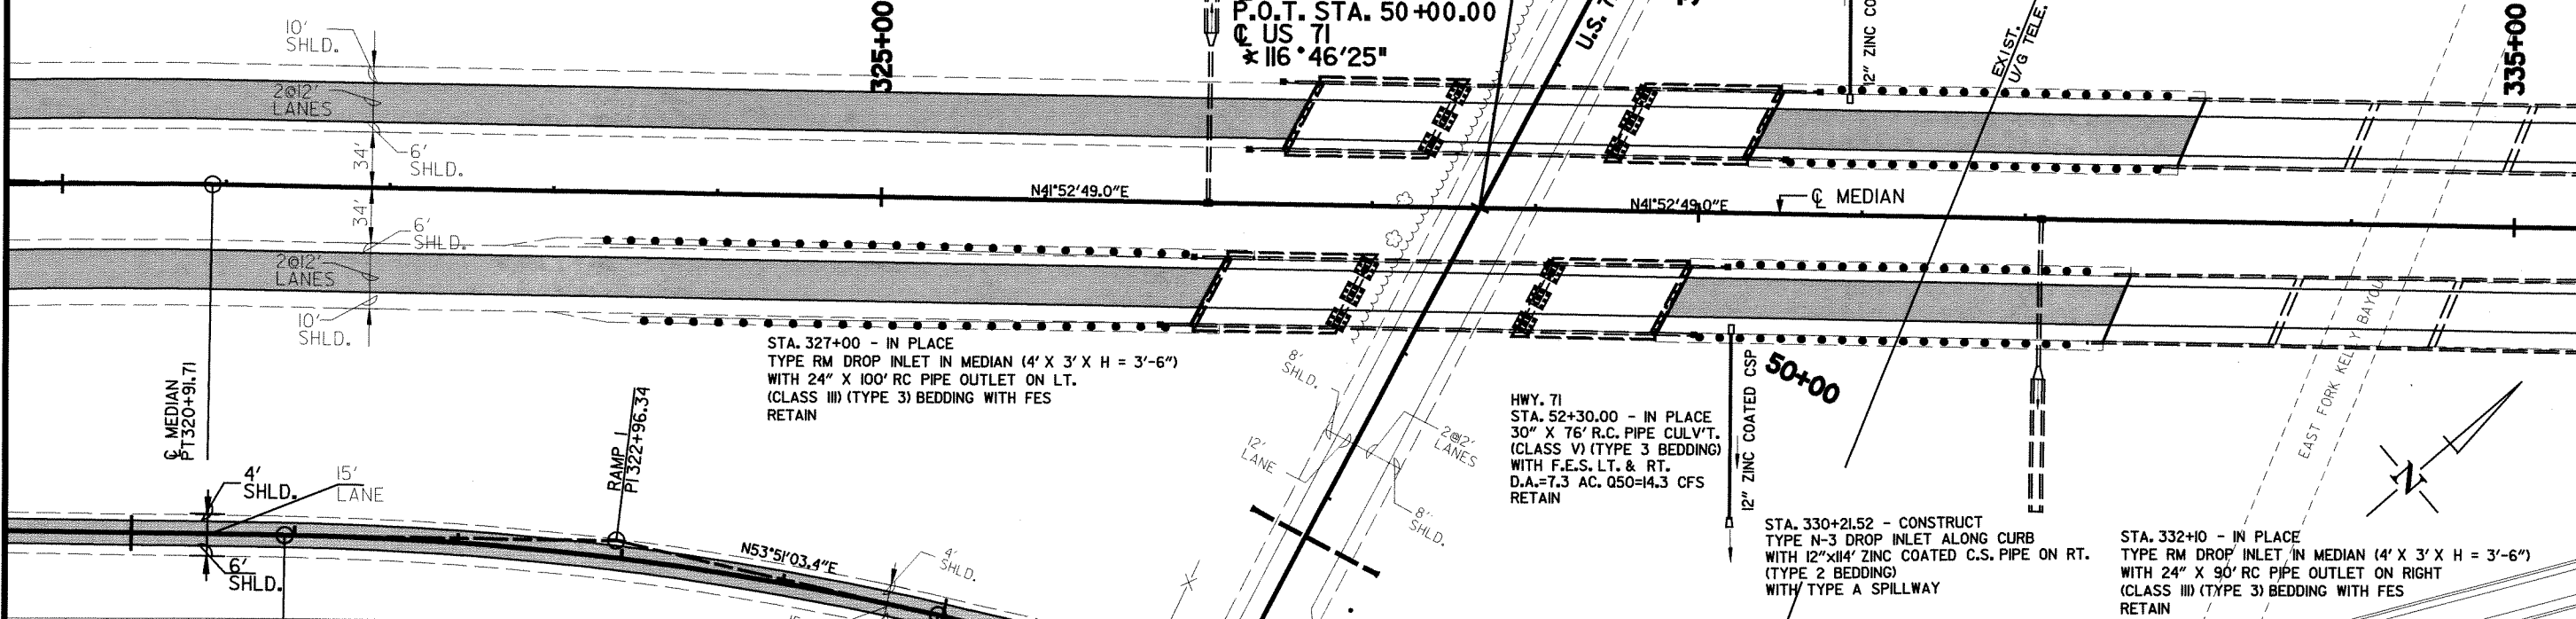 10'
SHLD.
2@12'
LANES
34'
6'
SHLD.
325+00
P.O.T. STA. 50+00.00
℄ US 71
116°46'25"
U.S. 7
12" ZINC CO
EXIST.
U/G TELE.
335+00
N41°52'49.0"E
N41°52'49.0"E
℄ MEDIAN
34'
6'
SHLD.
2@12'
LANES
10'
SHLD.
℄ MEDIAN
PT320+91.71
STA. 327+00 - IN PLACE
TYPE RM DROP INLET IN MEDIAN (4' X 3' X H = 3'-6")
WITH 24" X 100' RC PIPE OUTLET ON LT.
(CLASS III) (TYPE 3) BEDDING WITH FES
RETAIN
RAMP 1
PI322+96.34
4'
SHLD.
15'
LANE
6'
SHLD.
N53°51'03.4"E
4'
SHLD.
8'
SHLD.
12'
LANE
2@12'
LANES
8'
SHLD.
HWY. 71
STA. 52+30.00 - IN PLACE
30" X 76' R.C. PIPE CULV'T.
(CLASS V) (TYPE 3 BEDDING)
WITH F.E.S. LT. & RT.
D.A.=7.3 AC. Q50=14.3 CFS
RETAIN
12" ZINC COATED CSP
50+00
STA. 330+21.52 - CONSTRUCT
TYPE N-3 DROP INLET ALONG CURB
WITH 12"x114' ZINC COATED C.S. PIPE ON RT.
(TYPE 2 BEDDING)
WITH TYPE A SPILLWAY
STA. 332+10 - IN PLACE
TYPE RM DROP INLET IN MEDIAN (4' X 3' X H = 3'-6")
WITH 24" X 90' RC PIPE OUTLET ON RIGHT
(CLASS III) (TYPE 3) BEDDING WITH FES
RETAIN
EAST FORK KELLY BAYOU
N